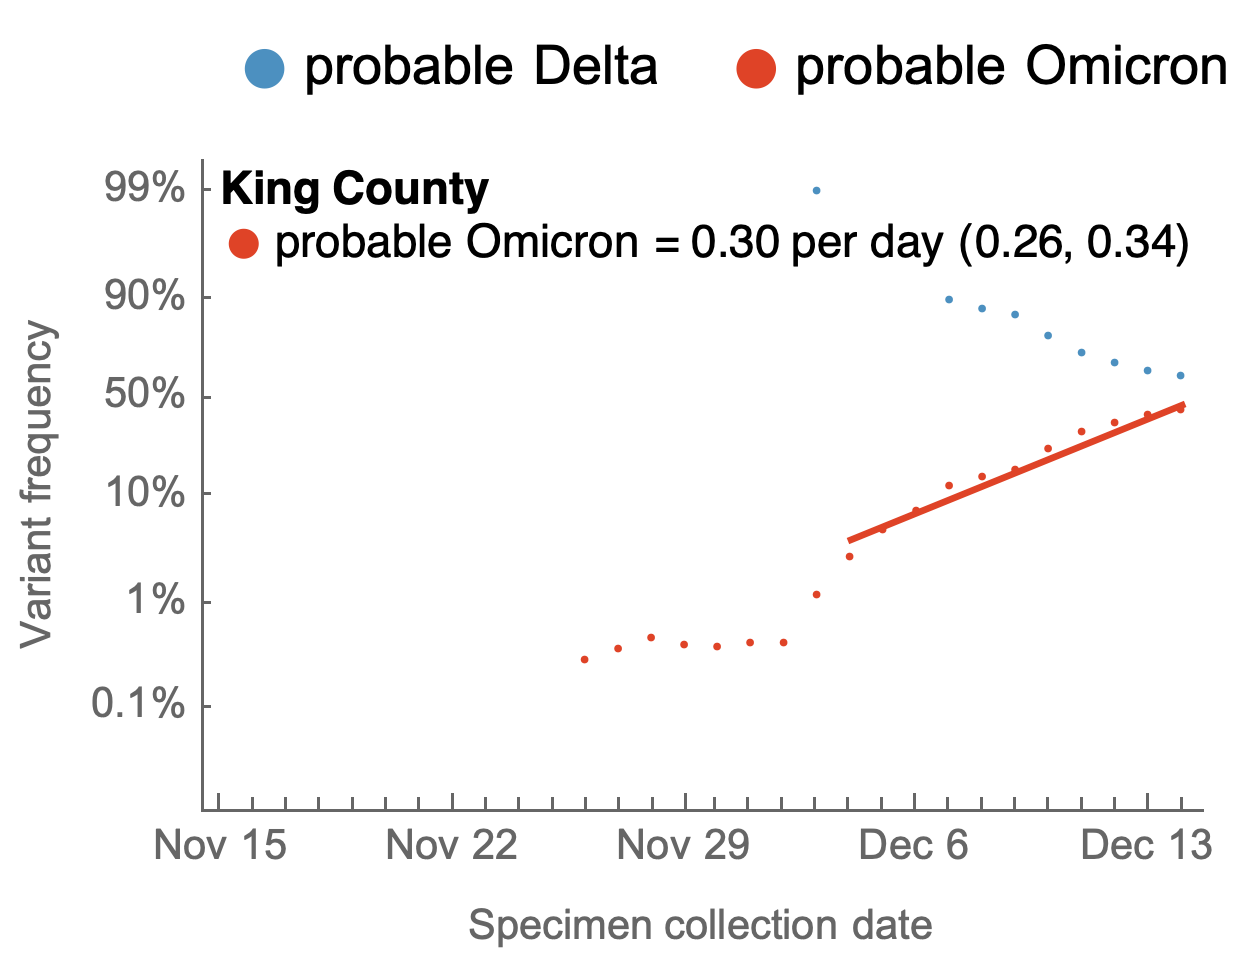 probable Delta probable Omicron
99%
King County
probable Omicron = 0.30 per day (0.26, 0.34)
90%
50%
10%
1%
0.1%
Variant frequency
Nov 15 Nov 22 Nov 29 Dec 6 Dec 13
Specimen collection date